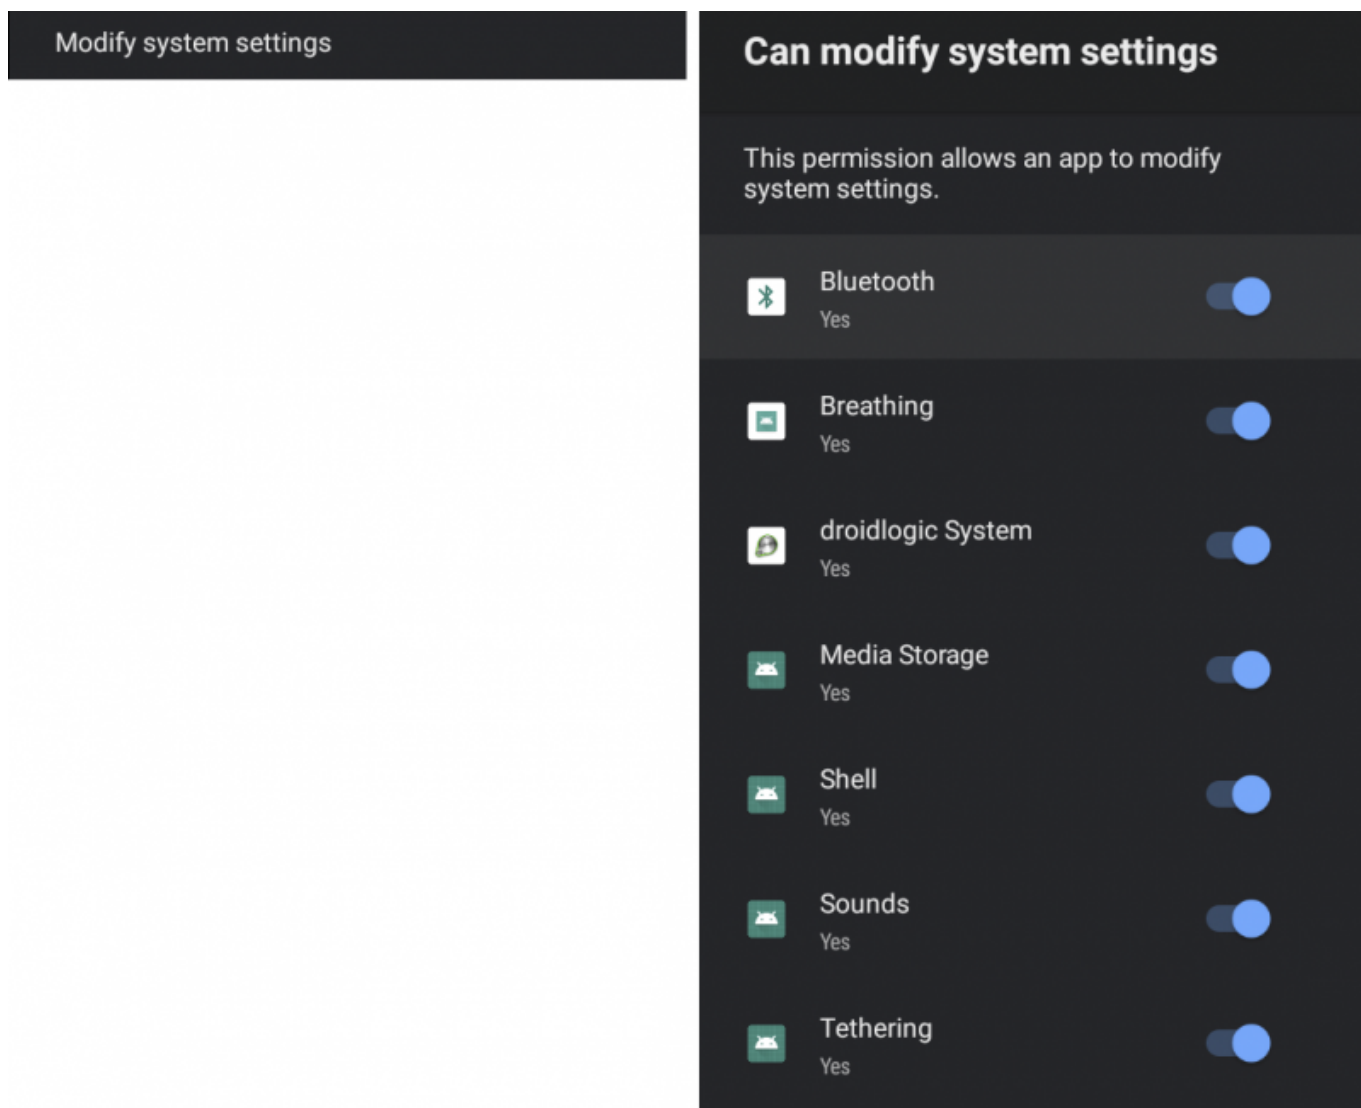 Modify system settings
Can modify system settings
This permission allows an app to modify
system settings.
Bluetooth
Yes
Breathing
Yes
droidlogic System
Yes
Media Storage
Yes
Shell
Yes
Sounds
Yes
Tethering
Yes